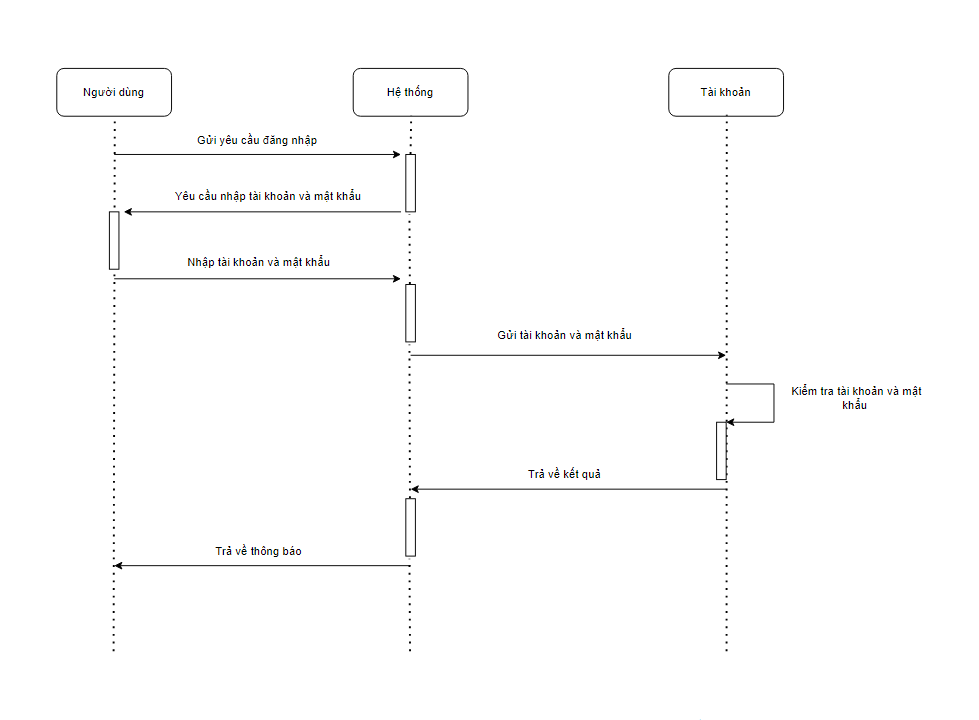 Người dùng
Hệ thống
Tài khoản
Gửi yêu cầu đăng nhập
Yêu cầu nhập tài khoản và mật khẩu
Nhập tài khoản và mật khẩu
Gửi tài khoản và mật khẩu
Kiểm tra tài khoản và mật
khẩu
Trả về kết quả
Trả về thông báo